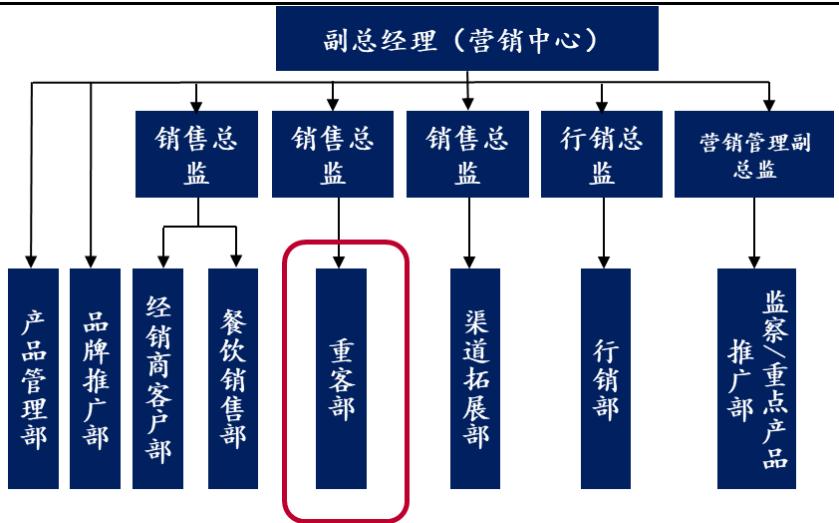 副总经理（营销中心）
销售总
监
销售总
监
销售总
监
行销总
监
营销管理副
总监
产品管理部
品牌推广部
经销商客户部
餐饮销售部
重客部
渠道拓展部
行销部
监察/重点产品
推广部